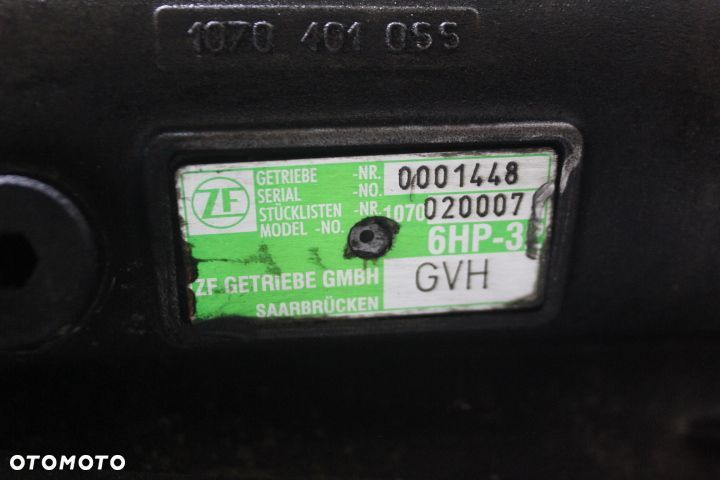 1070 401 055
ZF
GETRIEBE -NR. 0001448
SERIAL -NO.
STÜCKLISTEN -NR. 1070 020007
MODEL -NO. 6HP-3
ZF GETRIEBE GMBH GVH
SAARBRÜCKEN
OTOMOTO